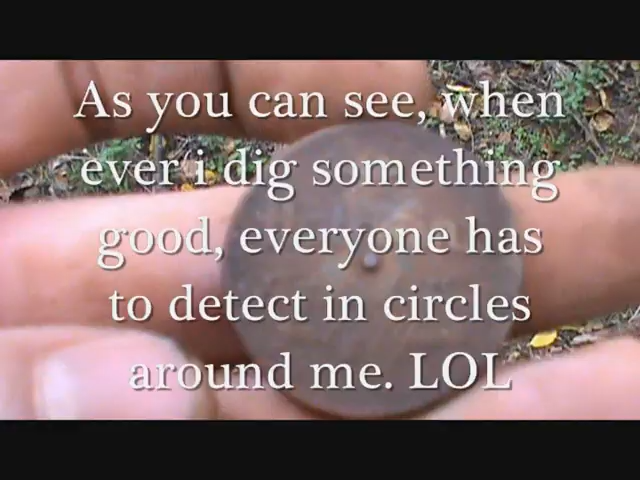 As you can see, when
ever i dig something
good, everyone has
to detect in circles
around me. LOL